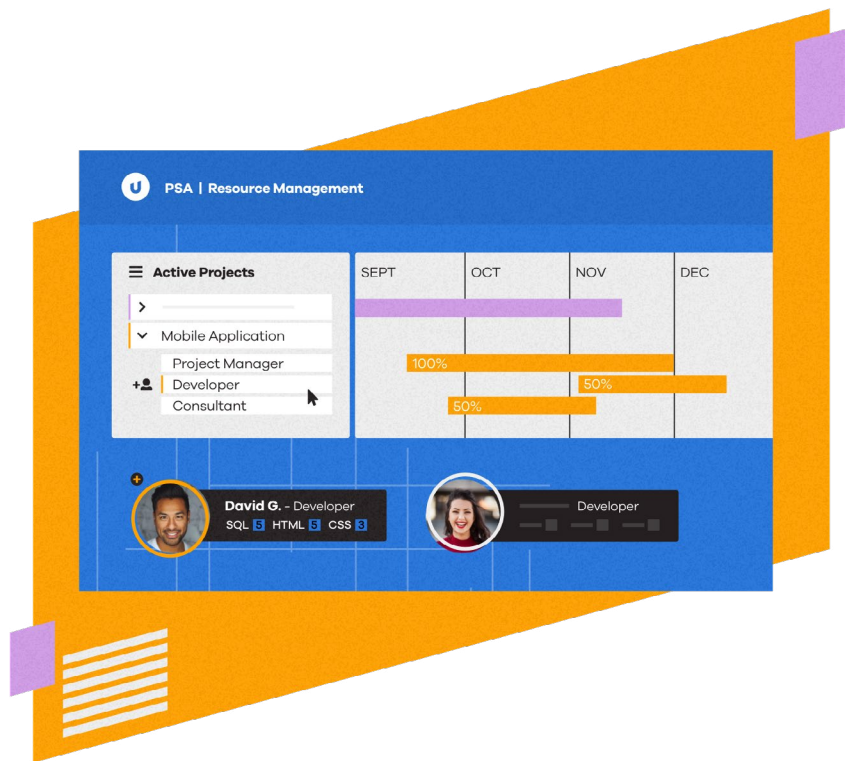 U PSA | Resource Management
Active Projects
SEPT OCT NOV DEC
Mobile Application
Project Manager
100%
Developer
50%
Consultant
50%
David G. - Developer
SQL 5 HTML 5 CSS 3
Developer